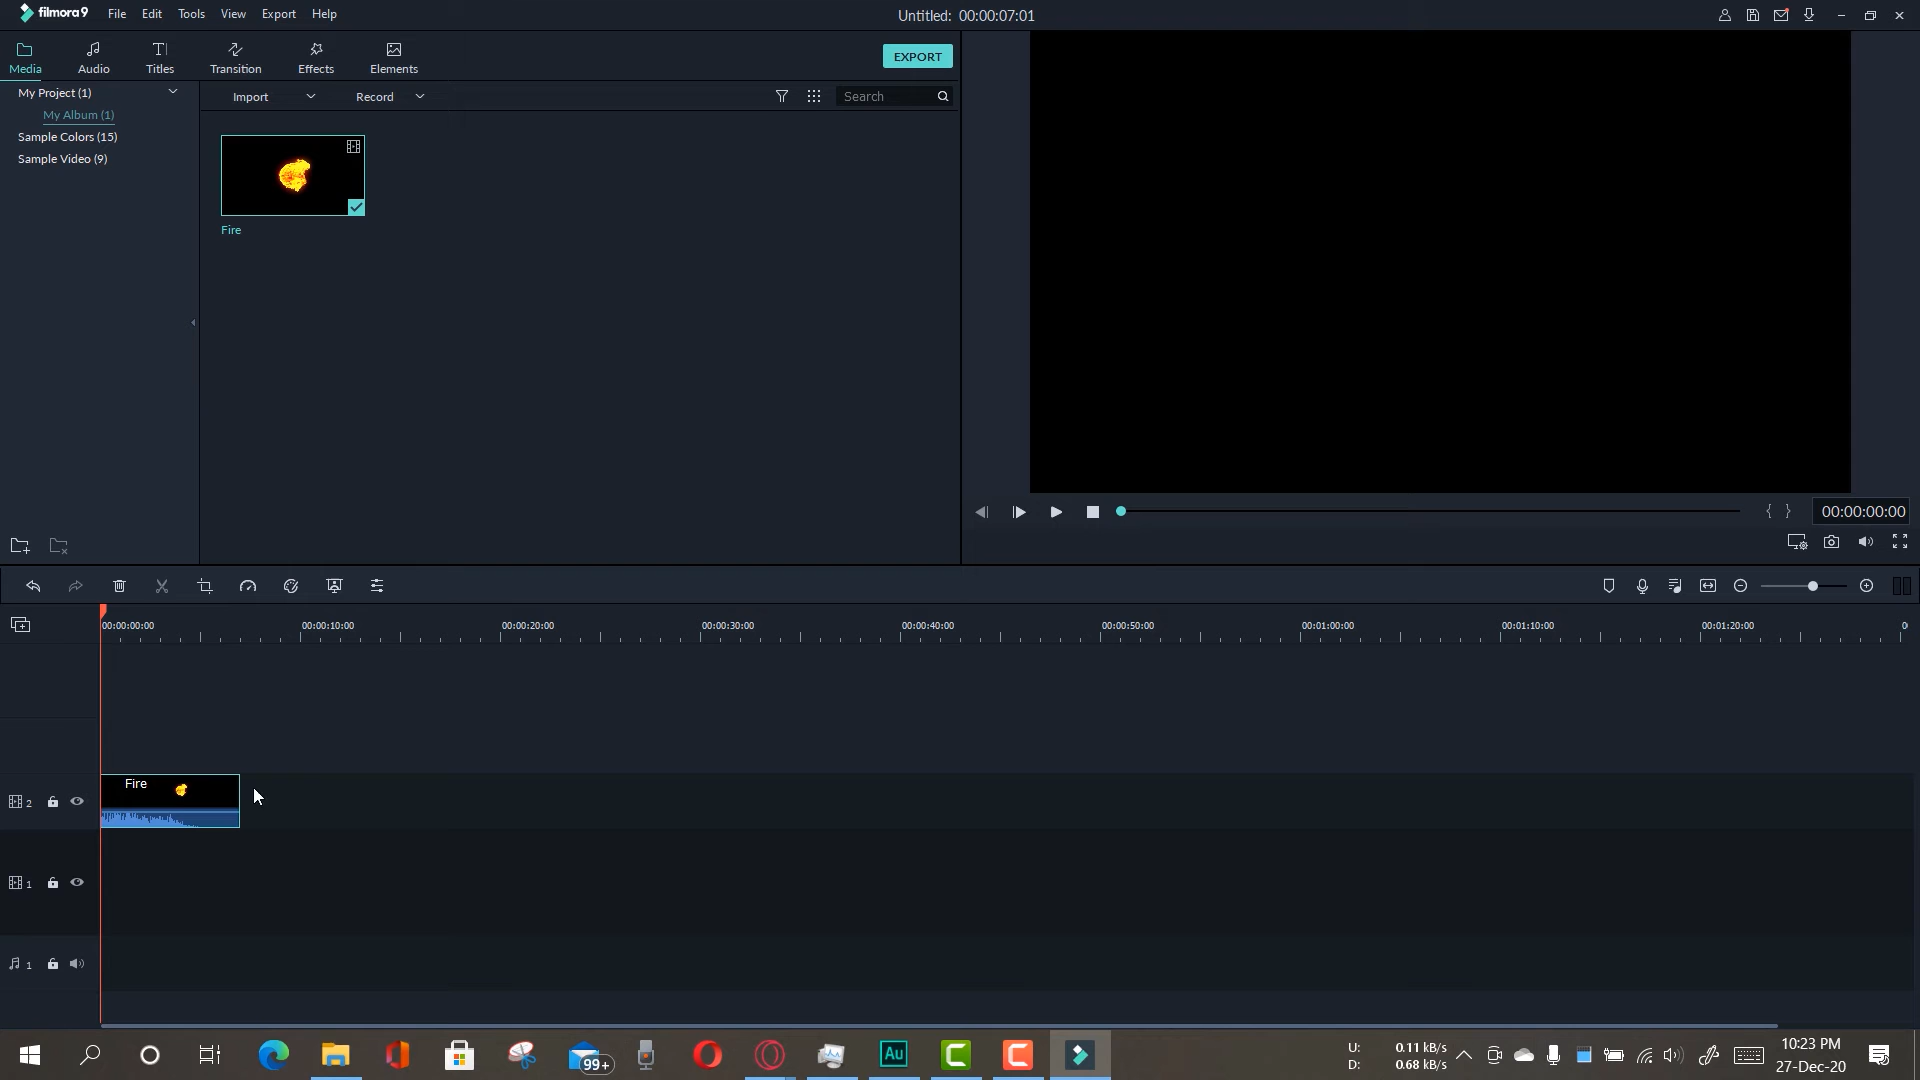 filmora9 File Edit Tools View Export Help
Untitled: 00:00:07:01
Media Audio Titles Transition Effects Elements
EXPORT
My Project (1)
My Album (1)
Sample Colors (15)
Sample Video (9)
Import Record
Search
Fire
00:00:00:00
00:00:00:00 00:00:10:00 00:00:20:00 00:00:30:00 00:00:40:00 00:00:50:00 00:01:00:00 00:01:10:00 00:01:20:00
Fire
2
1
1
99+
Au
U: 0.11 kB/s
D: 0.68 kB/s
10:23 PM
27-Dec-20